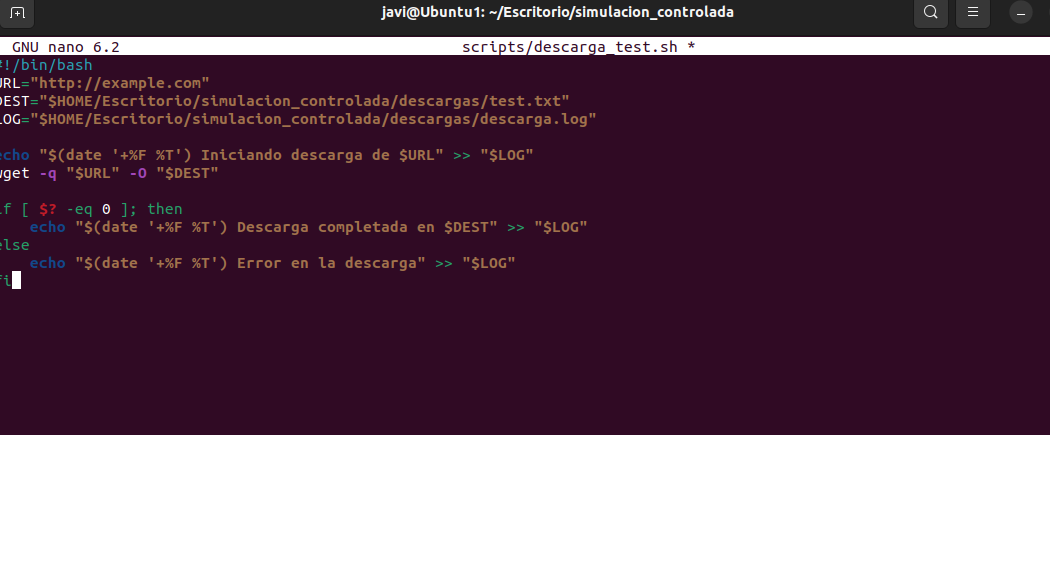 javi@Ubuntu1: ~/Escritorio/simulacion_controlada
GNU nano 6.2 scripts/descarga_test.sh *
#!/bin/bash
URL="http://example.com"
DEST="$HOME/Escritorio/simulacion_controlada/descargas/test.txt"
LOG="$HOME/Escritorio/simulacion_controlada/descargas/descarga.log"
echo "$(date '+%F %T') Iniciando descarga de $URL" >> "$LOG"
wget -q "$URL" -O "$DEST"
if [ $? -eq 0 ]; then
echo "$(date '+%F %T') Descarga completada en $DEST" >> "$LOG"
else
echo "$(date '+%F %T') Error en la descarga" >> "$LOG"
fi